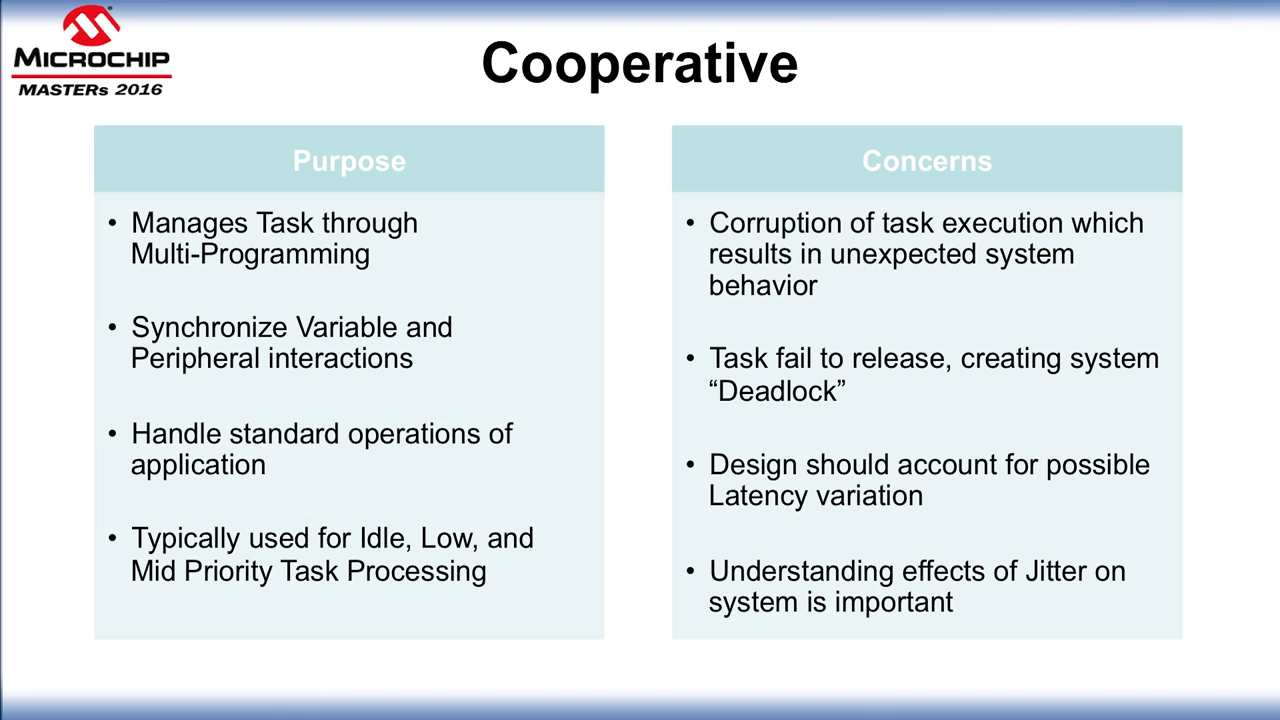 MICROCHIP
MASTERs 2016
Cooperative
Purpose
• Manages Task through
Multi-Programming
• Synchronize Variable and
Peripheral interactions
• Handle standard operations of
application
• Typically used for Idle, Low, and
Mid Priority Task Processing
Concerns
• Corruption of task execution which
results in unexpected system
behavior
• Task fail to release, creating system
“Deadlock”
• Design should account for possible
Latency variation
• Understanding effects of Jitter on
system is important